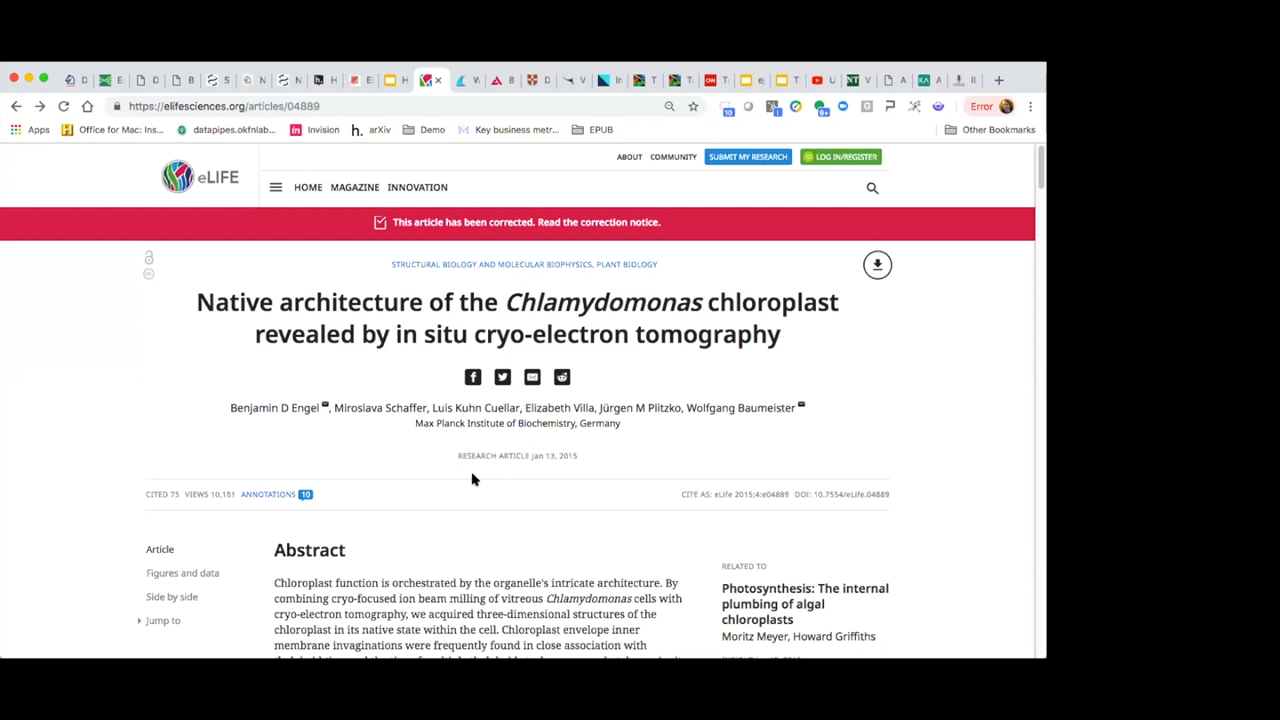 https://elifesciences.org/articles/04889
Error
Apps Office for Mac: Ins... datapipes.okfnlab... Invision arXiv Demo Key business metr... EPUB Other Bookmarks
ABOUT COMMUNITY SUBMIT MY RESEARCH LOG IN/REGISTER
eLIFE
HOME MAGAZINE INNOVATION
This article has been corrected. Read the correction notice.
STRUCTURAL BIOLOGY AND MOLECULAR BIOPHYSICS, PLANT BIOLOGY
Native architecture of the Chlamydomonas chloroplast
revealed by in situ cryo-electron tomography
Benjamin D Engel, Miroslava Schaffer, Luis Kuhn Cuellar, Elizabeth Villa, Jürgen M Plitzko, Wolfgang Baumeister
Max Planck Institute of Biochemistry, Germany
RESEARCH ARTICLE Jan 13, 2015
CITED 75 VIEWS 10,181 ANNOTATIONS 10 CITE AS: eLife 2015;4:e04889 DOI: 10.7554/eLife.04889
Article
Figures and data
Side by side
Jump to
Abstract
Chloroplast function is orchestrated by the organelle's intricate architecture. By
combining cryo-focused ion beam milling of vitreous Chlamydomonas cells with
cryo-electron tomography, we acquired three-dimensional structures of the
chloroplast in its native state within the cell. Chloroplast envelope inner
membrane invaginations were frequently found in close association with
RELATED TO
Photosynthesis: The internal
plumbing of algal
chloroplasts
Moritz Meyer, Howard Griffiths